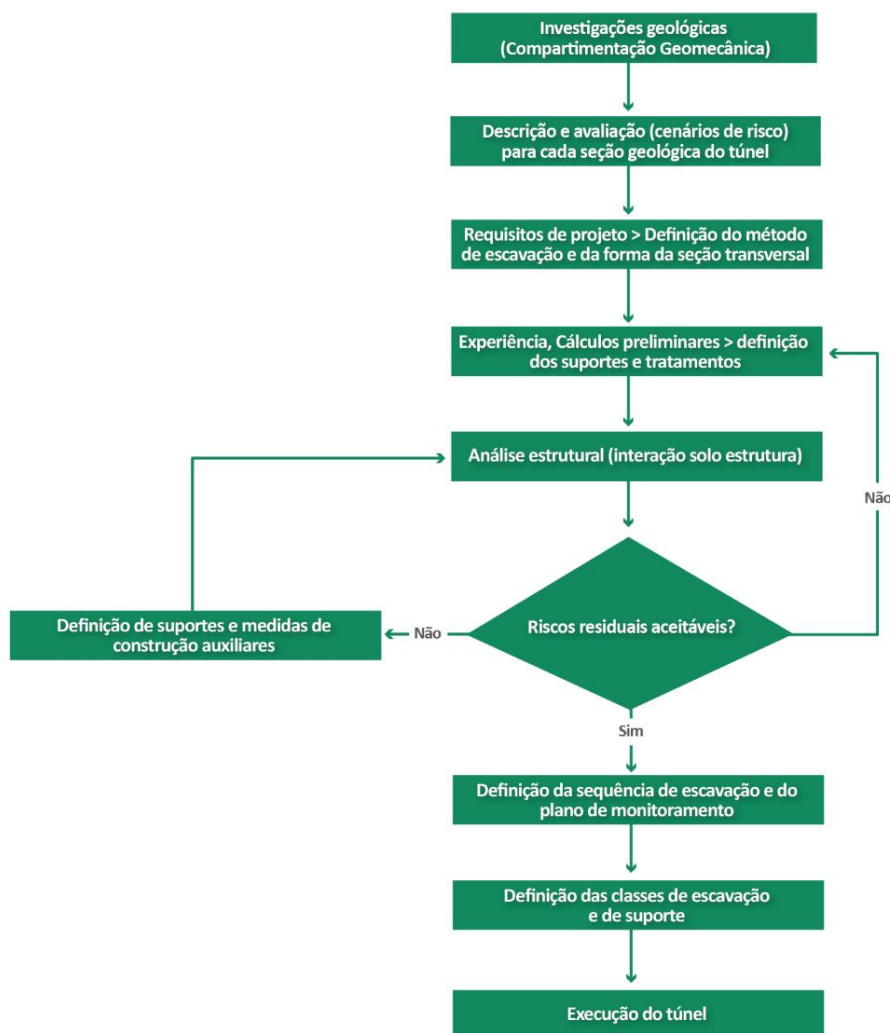 Investigações geológicas
(Compartimentação Geomecânica)
Descrição e avaliação (cenários de risco)
para cada seção geológica do túnel
Requisitos de projeto > Definição do método
de escavação e da forma da seção transversal
Experiência, Cálculos preliminares > definição
dos suportes e tratamentos
Análise estrutural (interação solo estrutura)
Não
Riscos residuais aceitáveis?
Não
Definição de suportes e medidas de
construção auxiliares
Sim
Definição da sequência de escavação e do
plano de monitoramento
Definição das classes de escavação
e de suporte
Execução do túnel